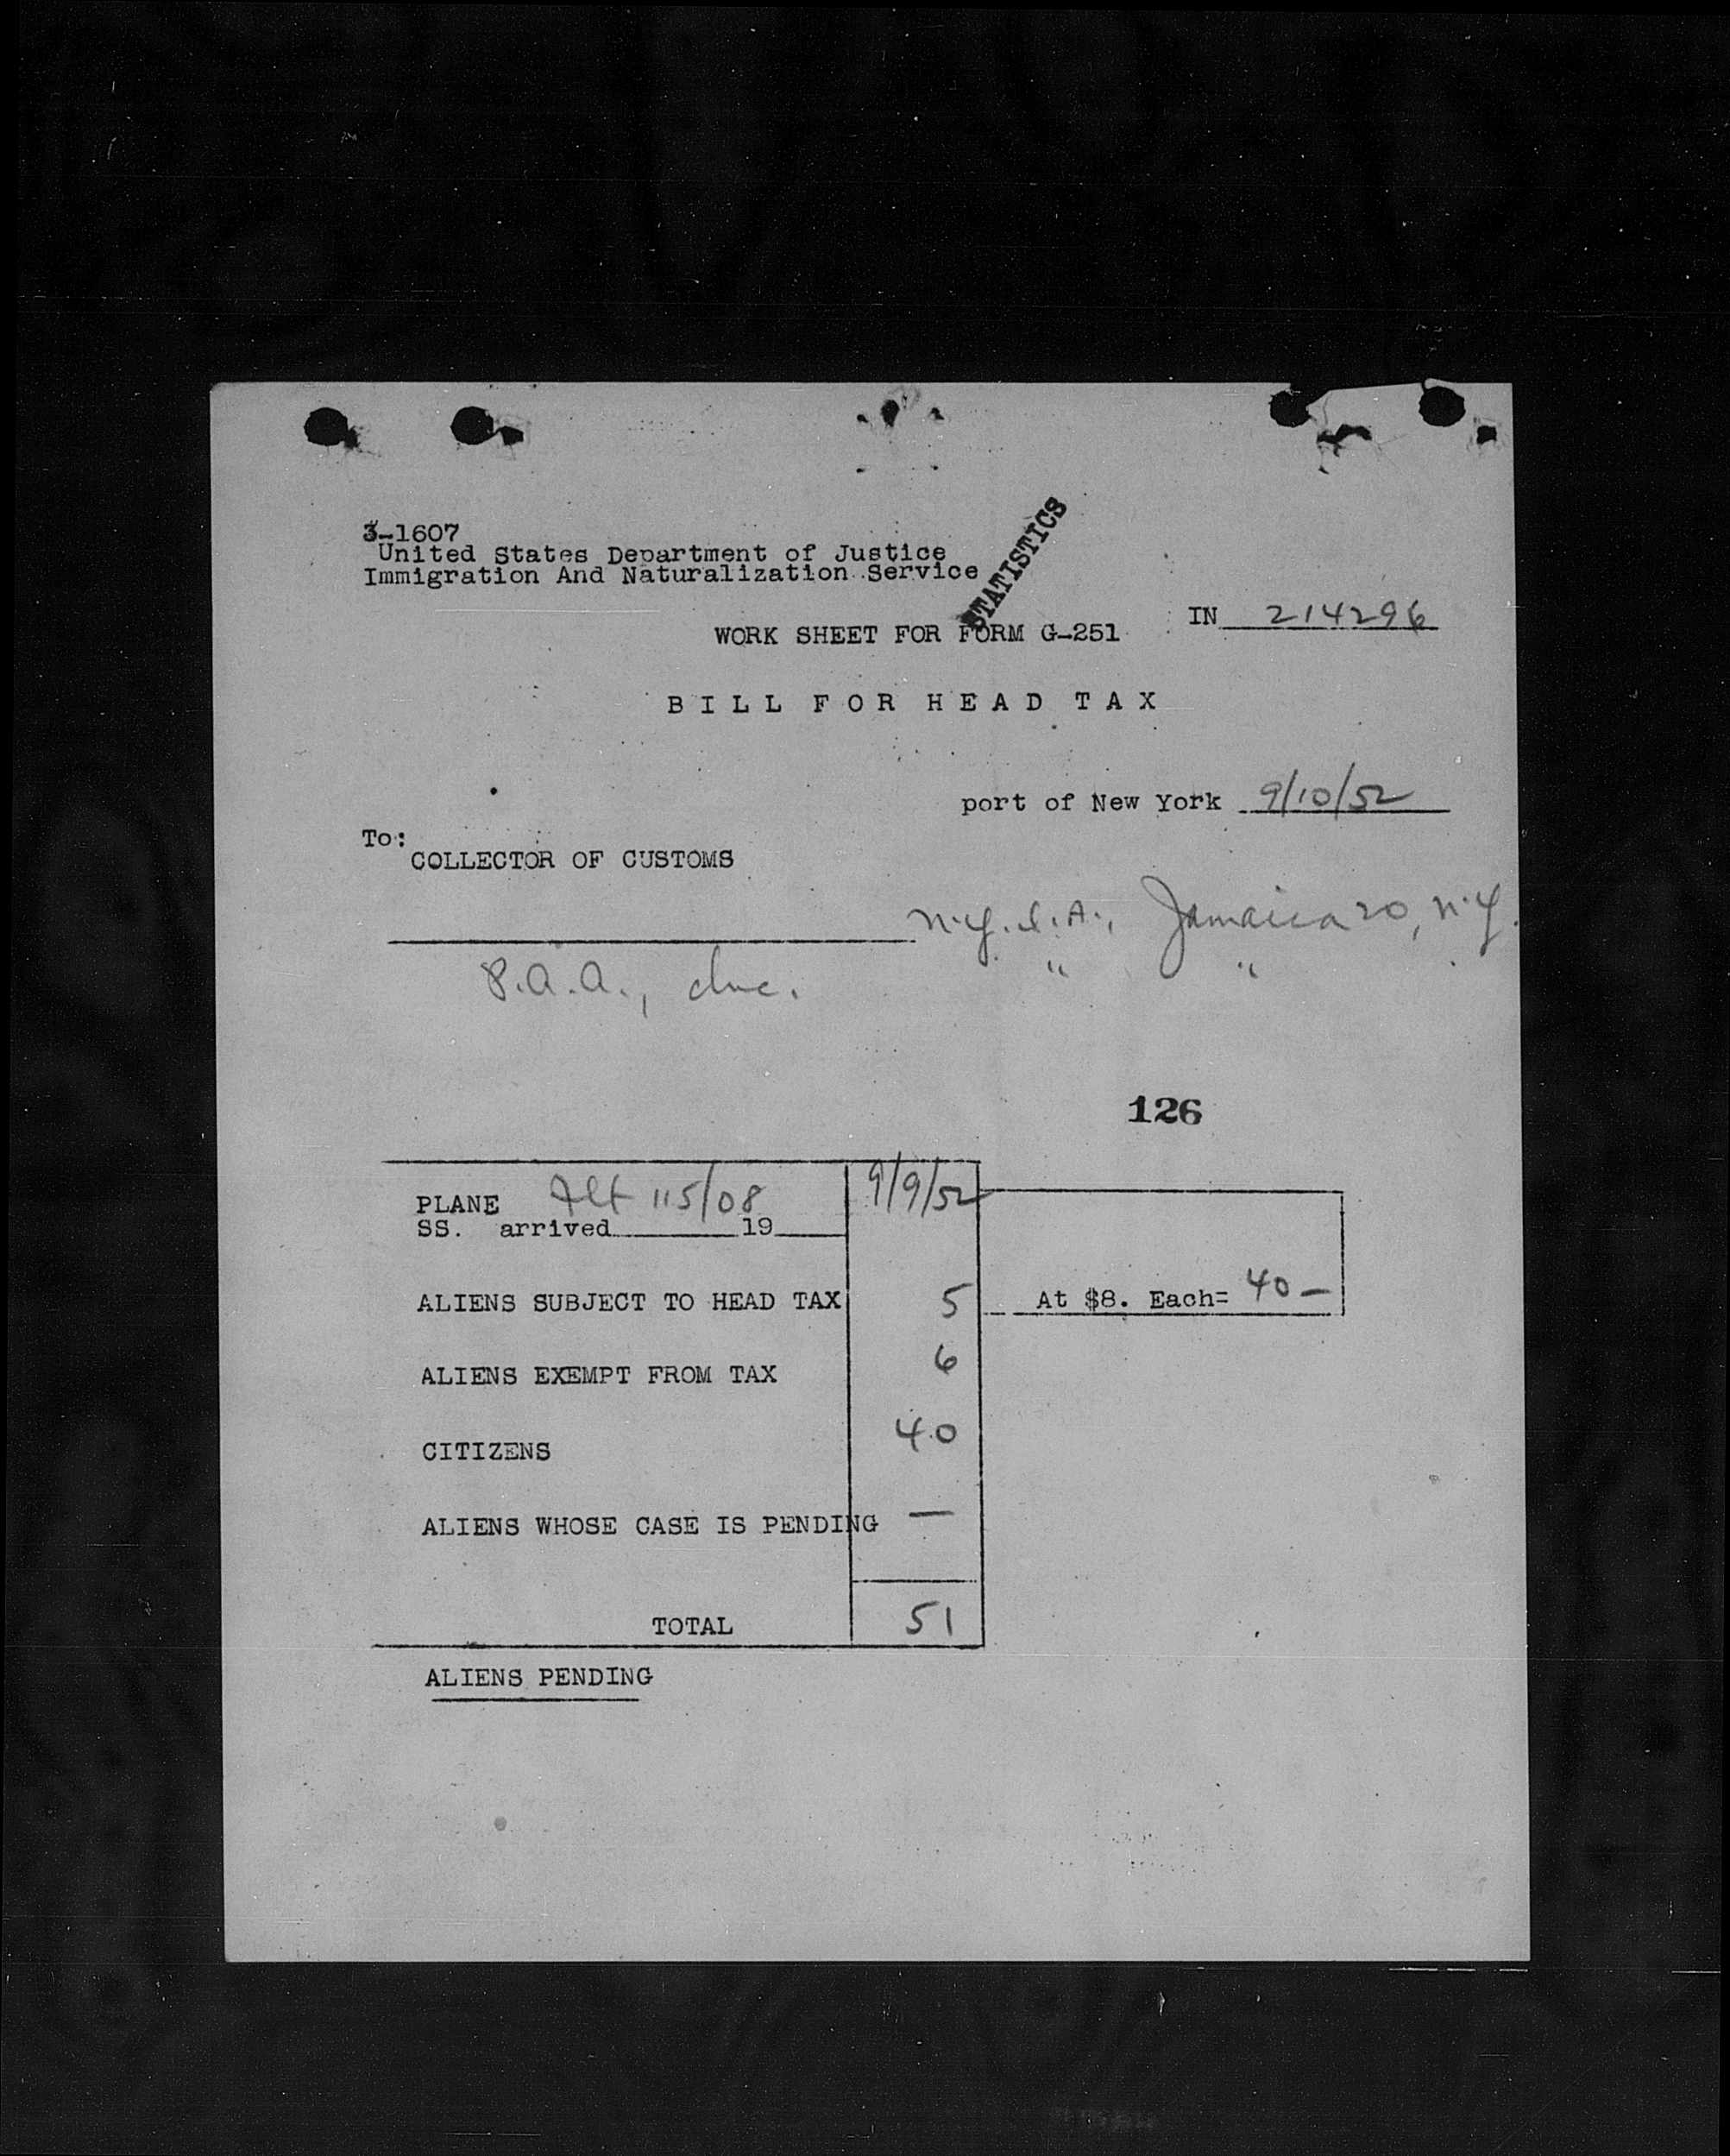 3-1607
United States Department of Justice
Immigration And Naturalization Service
STATISTICS
WORK SHEET FOR FORM G-251
IN 214296
BILL FOR HEAD TAX
port of New York 9/10/52
To:
COLLECTOR OF CUSTOMS
N.Y.I.A., Jamaica 20, N.Y.
P.A.A., Inc. " "
126
PLANE Flt 115/08 9/9/52
SS. arrived 19
ALIENS SUBJECT TO HEAD TAX 5 At $8. Each= 40 —
ALIENS EXEMPT FROM TAX 6
CITIZENS 40
ALIENS WHOSE CASE IS PENDING —
TOTAL 51
ALIENS PENDING